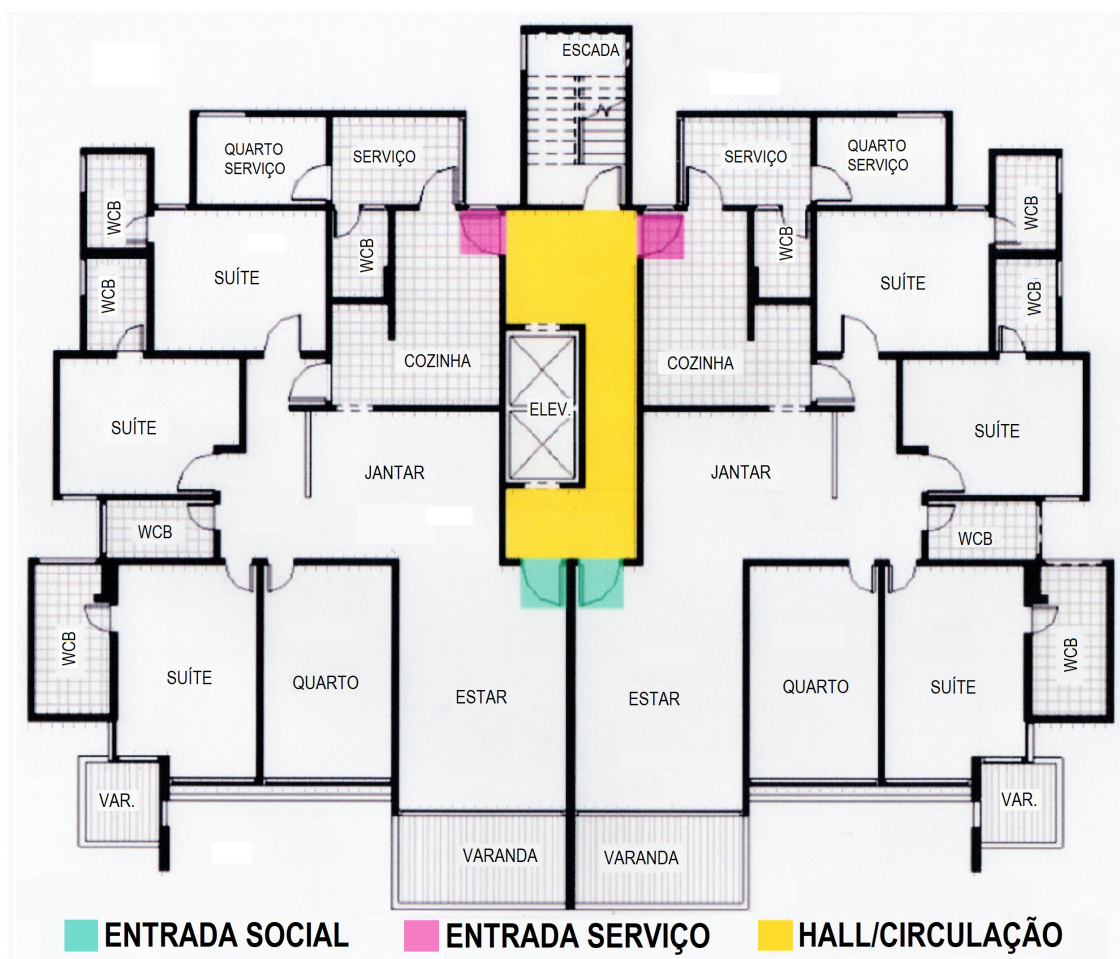 ESCADA
QUARTO
SERVIÇO
SERVIÇO
SERVIÇO
QUARTO
SERVIÇO
WCB
WCB
WCB
WCB
SUÍTE
SUÍTE
WCB
WCB
COZINHA
COZINHA
ELEV.
SUÍTE
SUÍTE
JANTAR
JANTAR
WCB
WCB
WCB
SUÍTE
QUARTO
ESTAR
ESTAR
QUARTO
SUÍTE
WCB
VAR.
VAR.
VARANDA
VARANDA
ENTRADA SOCIAL
ENTRADA SERVIÇO
HALL/CIRCULAÇÃO